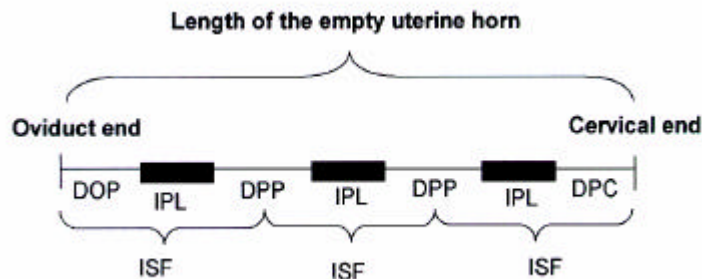 Length of the empty uterine horn
Oviduct end Cervical end
DOP IPL DPP IPL DPP IPL DPC
ISF ISF ISF